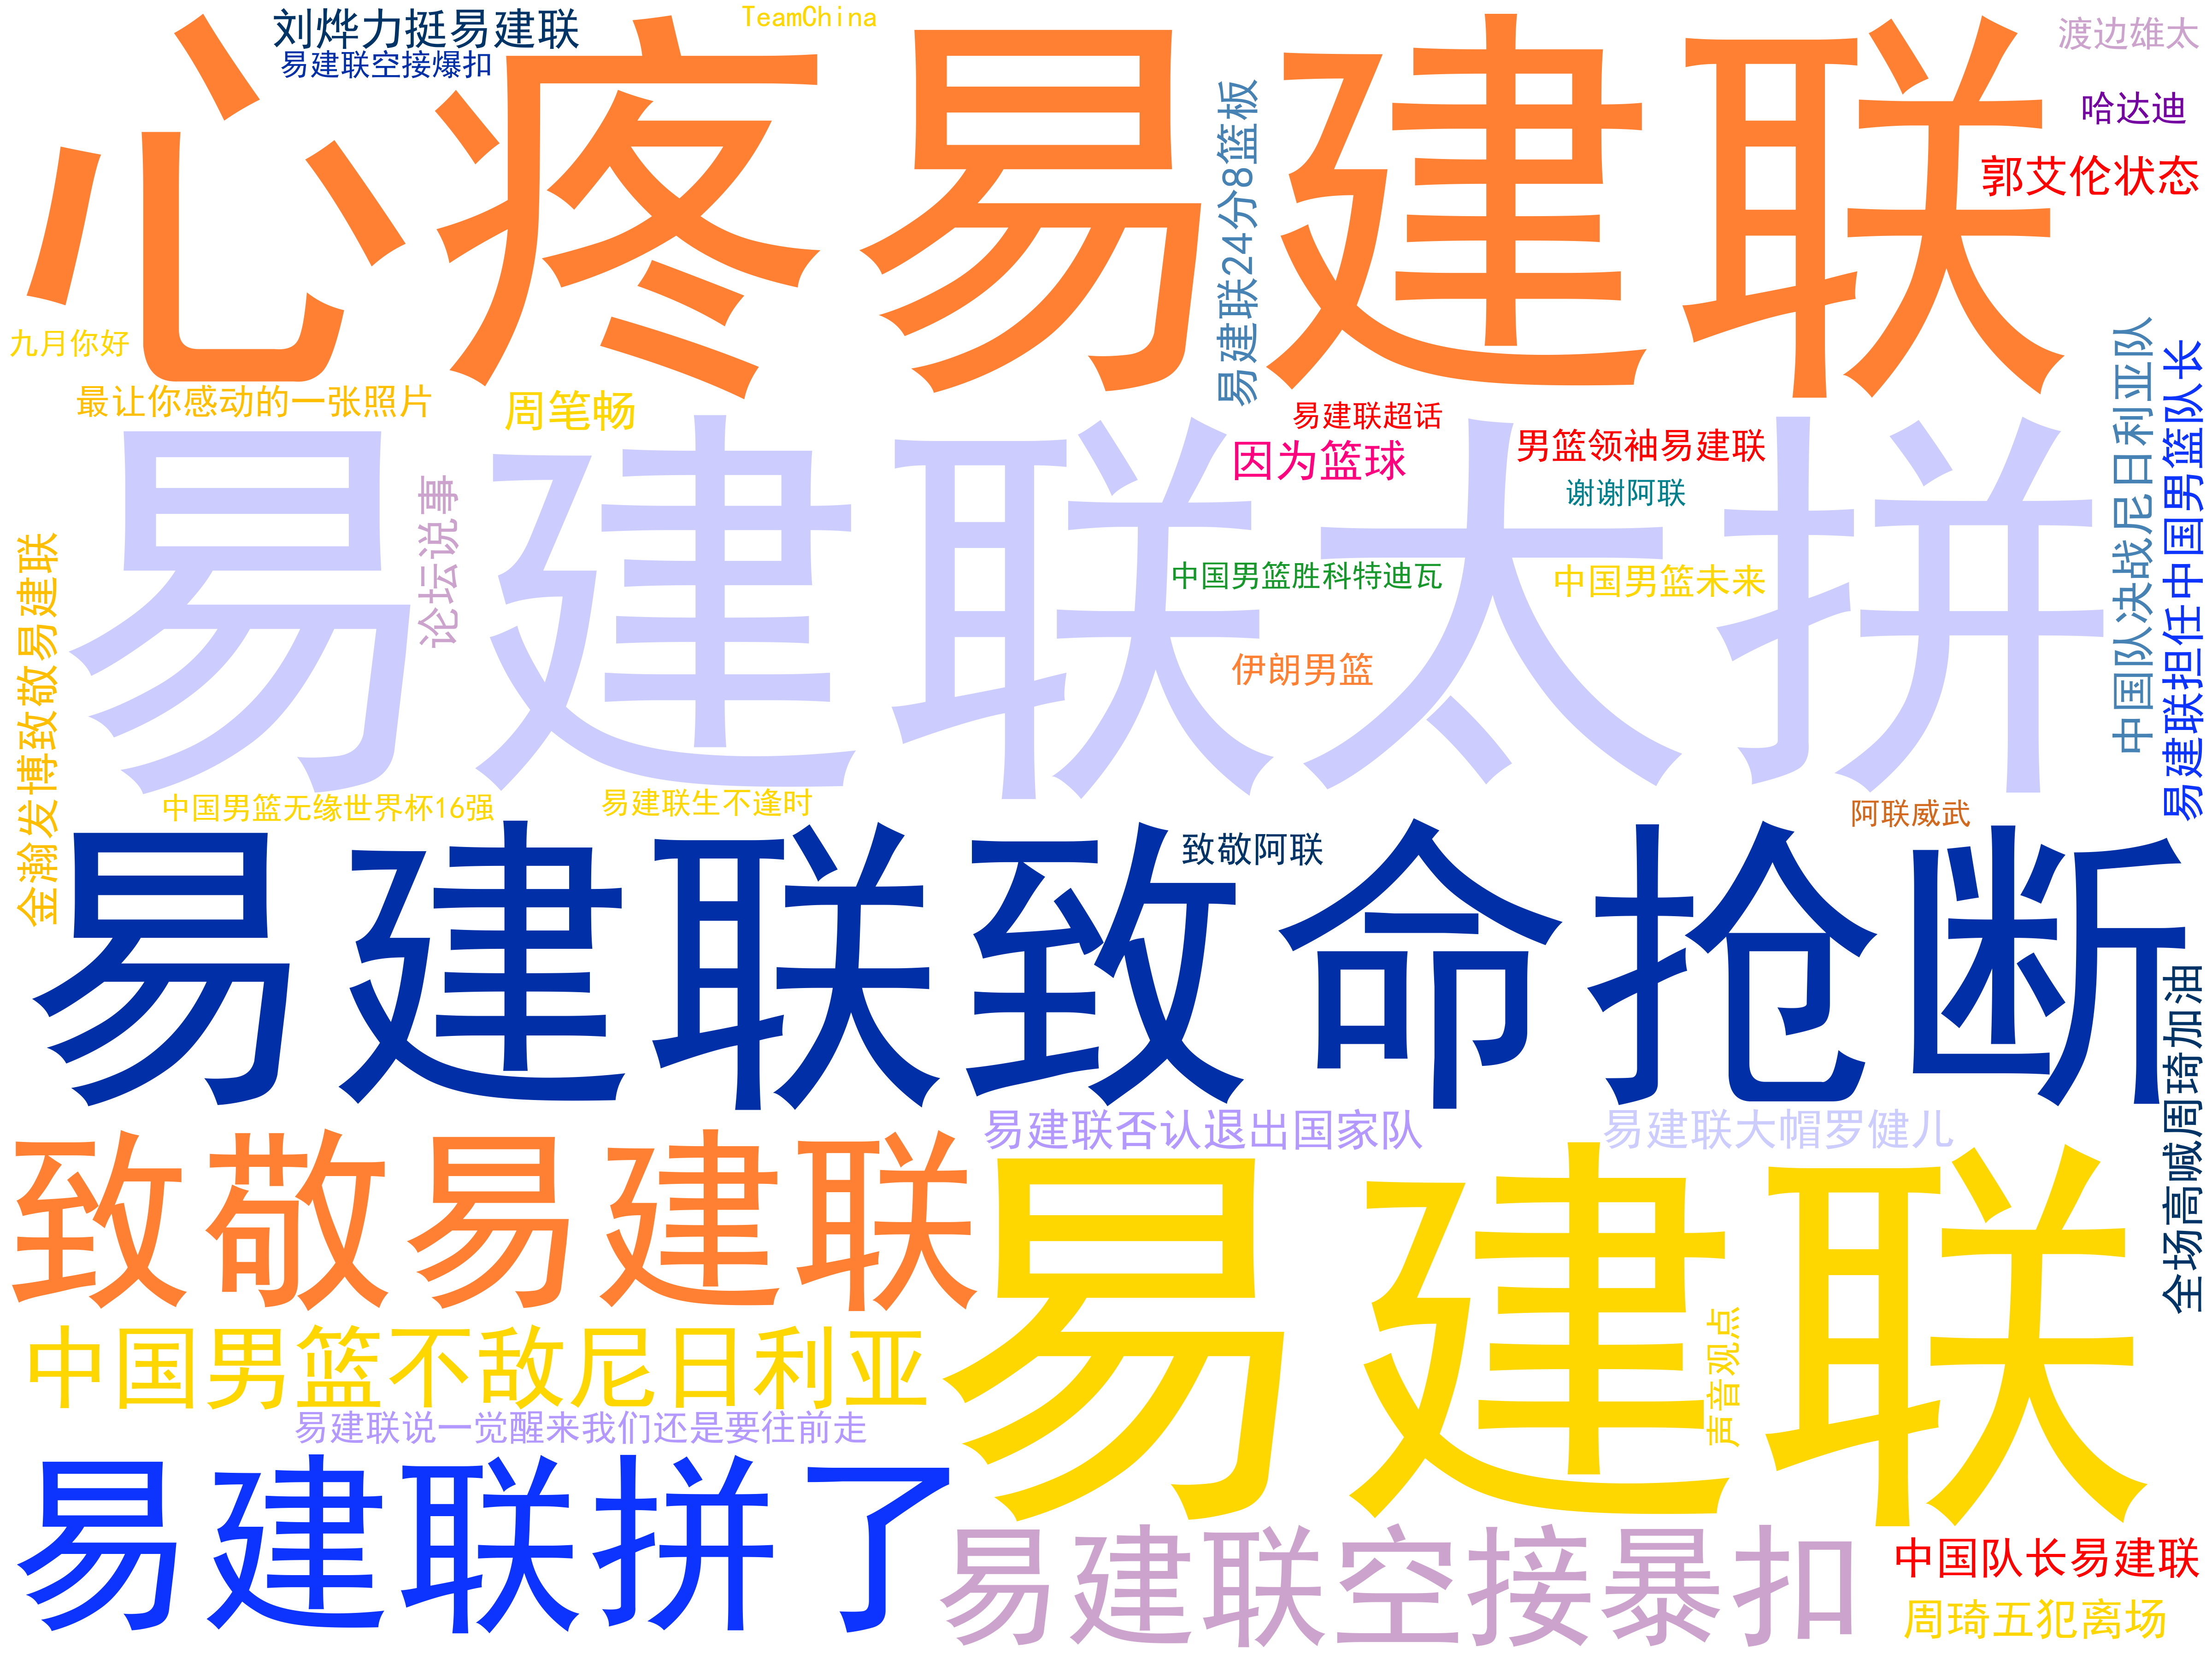 刘烨力挺易建联
TeamChina
渡边雄太
易建联空接爆扣
心疼易建联
哈达迪
易建联24分8篮板
郭艾伦状态
九月你好
最让你感动的一张照片
周笔畅
易建联超话
因为篮球
男篮领袖易建联
谢谢阿联
中国队决战尼日利亚队
易建联担任中国男篮队长
易建联太拼
论坛说事
金瀚发博致敬易建联
中国男篮胜科特迪瓦
中国男篮未来
伊朗男篮
中国男篮无缘世界杯16强
易建联生不逢时
阿联威武
致敬阿联
易建联致命抢断
全场高喊周琦加油
易建联否认退出国家队
易建联大帽罗健儿
致敬易建联
易建联
声音观点
中国男篮不敌尼日利亚
易建联说一觉醒来我们还是要往前走
易建联拼了
易建联空接暴扣
中国队长易建联
周琦五犯离场